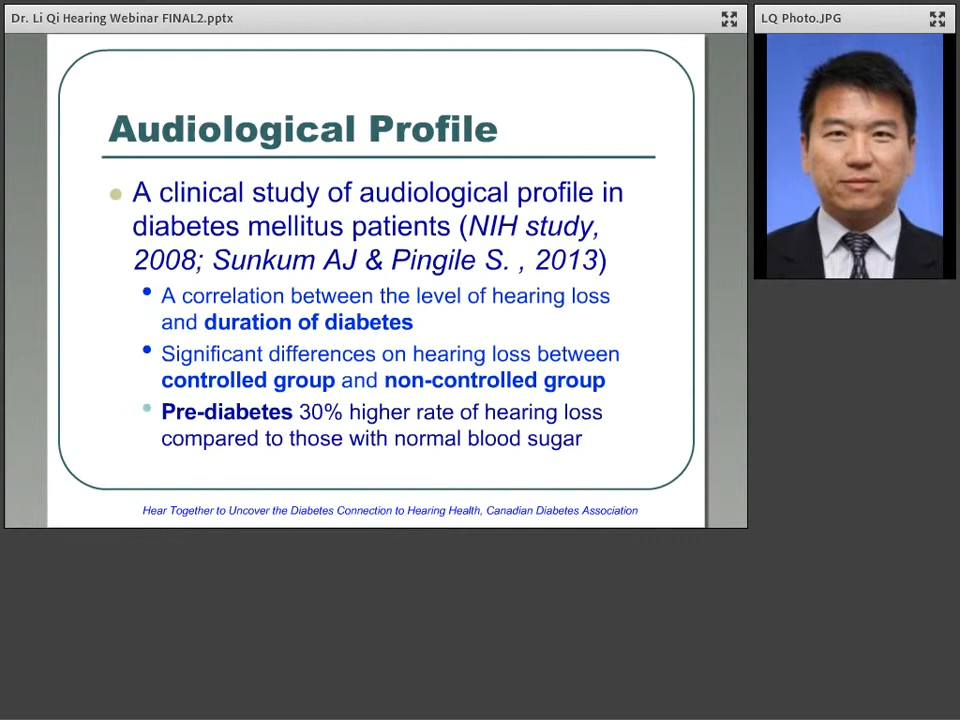 Dr. Li Qi Hearing Webinar FINAL2.pptx
LQ Photo.JPG
Audiological Profile
A clinical study of audiological profile in
diabetes mellitus patients (NIH study,
2008; Sunkum AJ & Pingile S. , 2013)
A correlation between the level of hearing loss
and duration of diabetes
Significant differences on hearing loss between
controlled group and non-controlled group
Pre-diabetes 30% higher rate of hearing loss
compared to those with normal blood sugar
Hear Together to Uncover the Diabetes Connection to Hearing Health, Canadian Diabetes Association